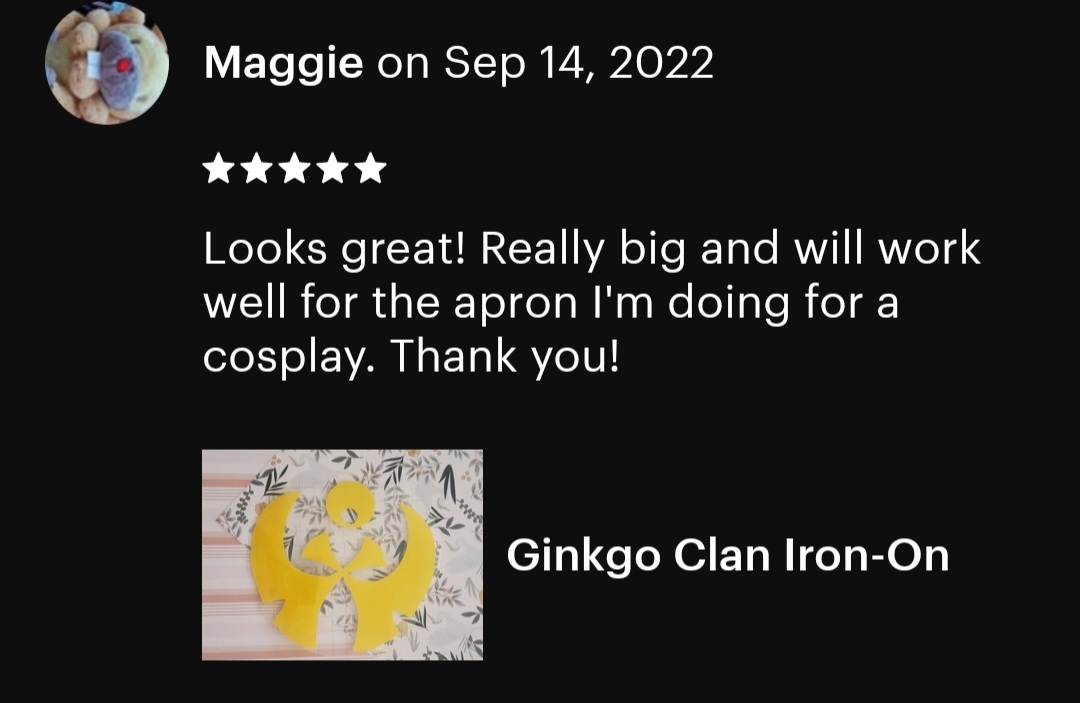 Maggie on Sep 14, 2022
Looks great! Really big and will work
well for the apron I'm doing for a
cosplay. Thank you!
Ginkgo Clan Iron-On